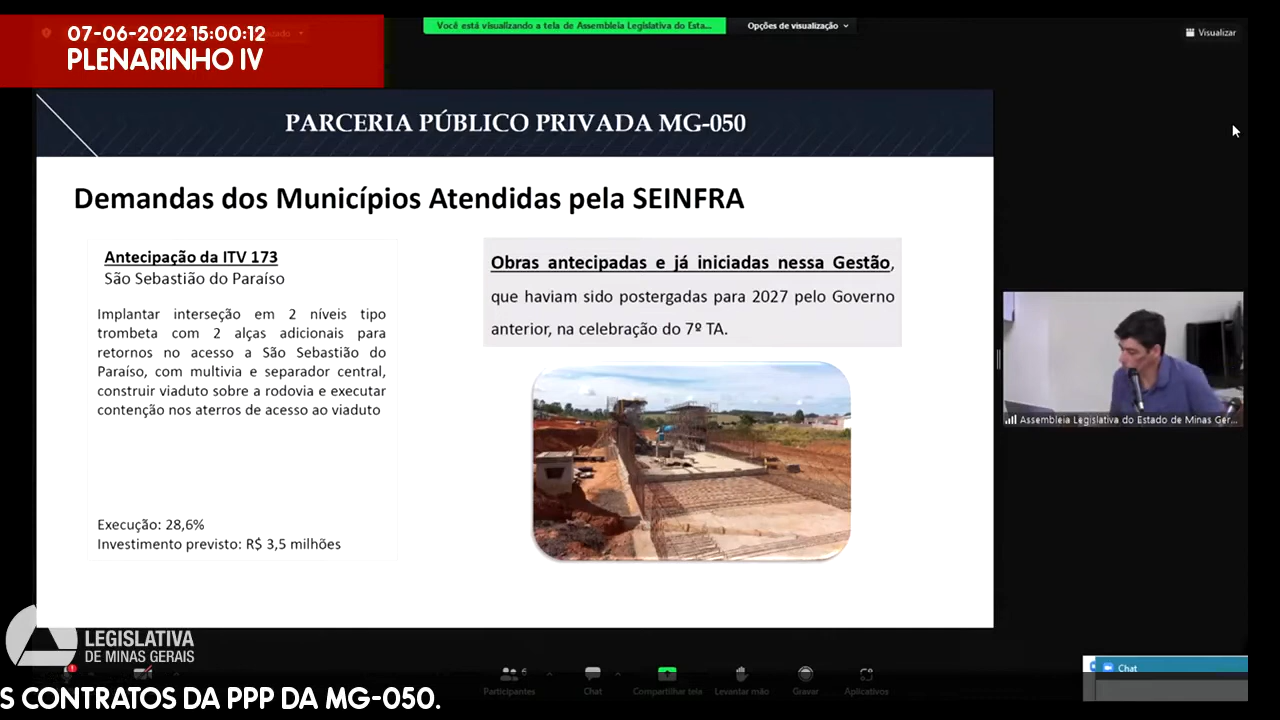 07-06-2022 15:00:12
PLENARINHO IV
Você está visualizando a tela de Assembleia Legislativa do Esta...
Opções de visualização
Visualizar
PARCERIA PÚBLICO PRIVADA MG-050
Demandas dos Municípios Atendidas pela SEINFRA
Antecipação da ITV 173
São Sebastião do Paraíso
Implantar interseção em 2 níveis tipo
trombeta com 2 alças adicionais para
retornos no acesso a São Sebastião do
Paraíso, com multivia e separador central,
construir viaduto sobre a rodovia e executar
contenção nos aterros de acesso ao viaduto
Execução: 28,6%
Investimento previsto: R$ 3,5 milhões
Obras antecipadas e já iniciadas nessa Gestão,
que haviam sido postergadas para 2027 pelo Governo
anterior, na celebração do 7º TA.
Assembleia Legislativa do Estado de Minas Ger...
LEGISLATIVA
DE MINAS GERAIS
Participantes
6
Chat
Compartilhar tela
Levantar mão
Gravar
Aplicativos
Chat
S CONTRATOS DA PPP DA MG-050.